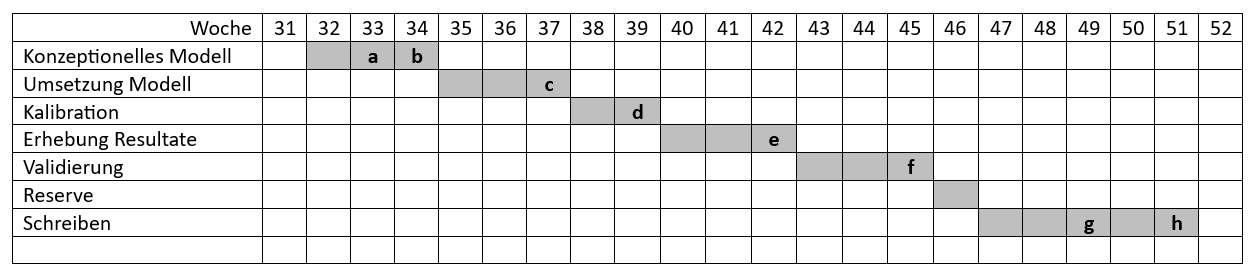 Woche 31 32 33 34 35 36 37 38 39 40 41 42 43 44 45 46 47 48 49 50 51 52
Konzeptionelles Modell a b
Umsetzung Modell c
Kalibration d
Erhebung Resultate e
Validierung f
Reserve
Schreiben g h